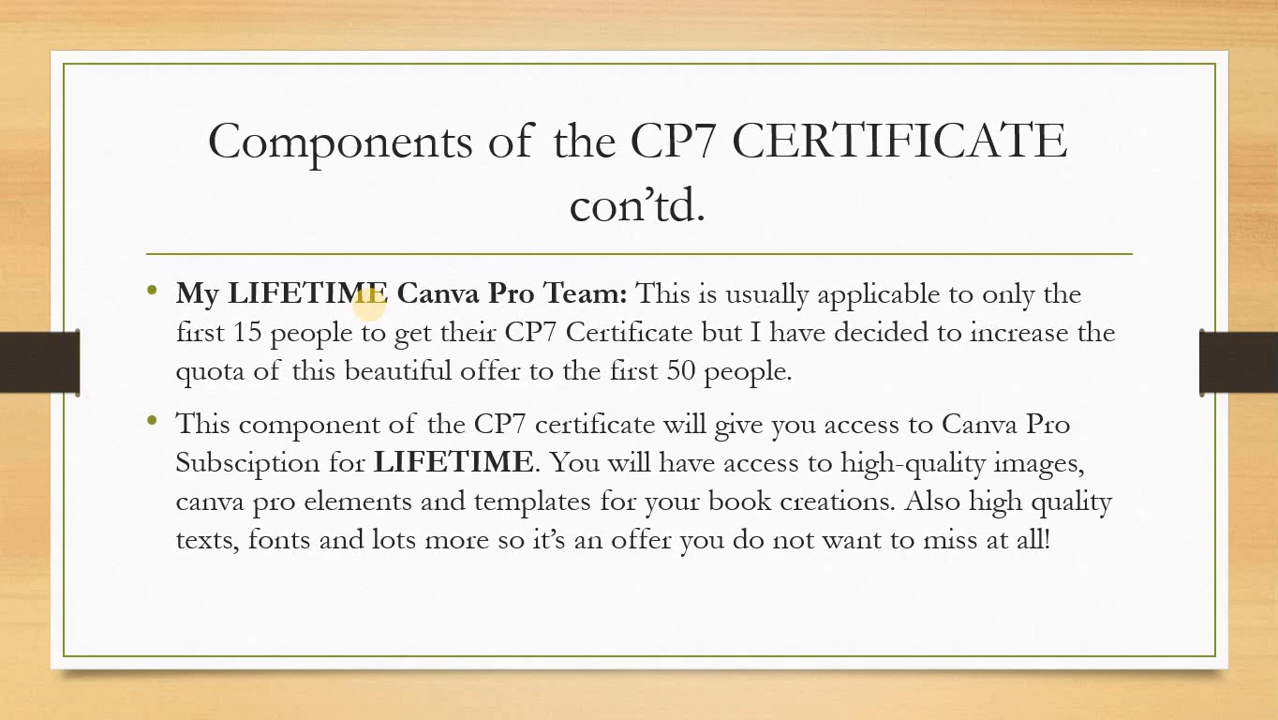 Components of the CP7 CERTIFICATE
con’td.
• My LIFETIME Canva Pro Team: This is usually applicable to only the
first 15 people to get their CP7 Certificate but I have decided to increase the
quota of this beautiful offer to the first 50 people.
• This component of the CP7 certificate will give you access to Canva Pro
Subsciption for LIFETIME. You will have access to high-quality images,
canva pro elements and templates for your book creations. Also high quality
texts, fonts and lots more so it’s an offer you do not want to miss at all!